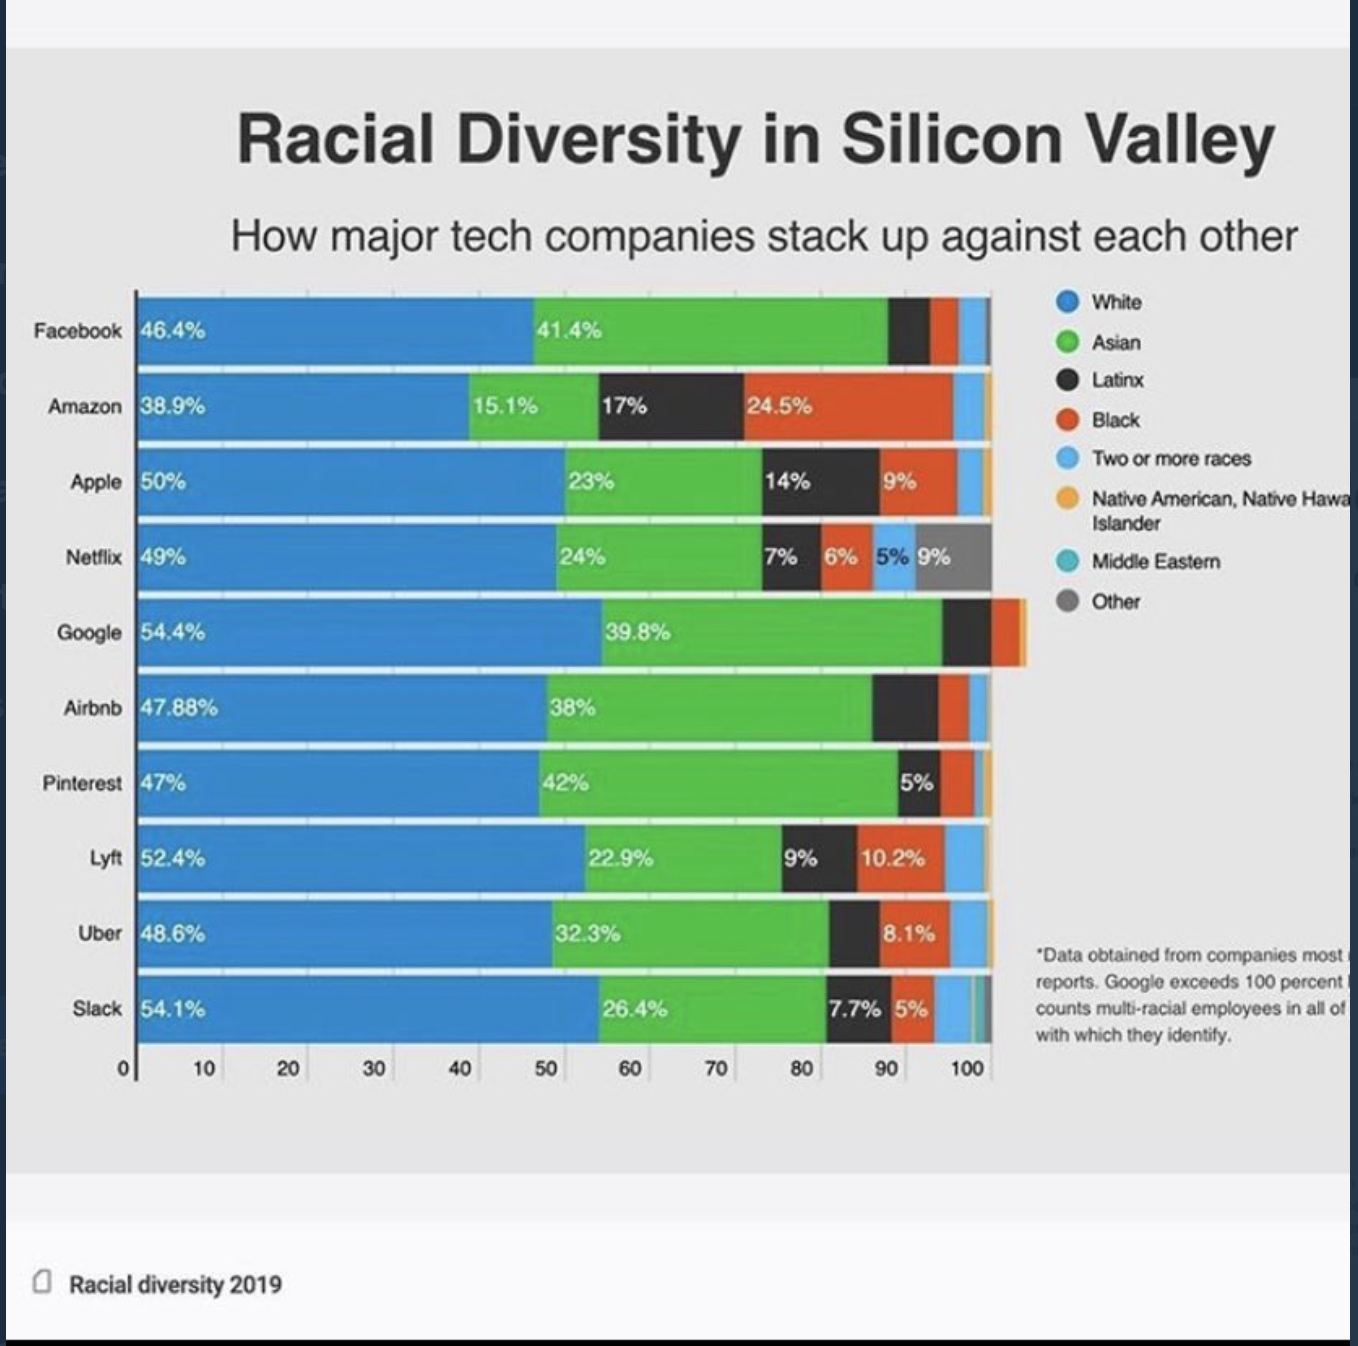 Racial Diversity in Silicon Valley
How major tech companies stack up against each other
Facebook 46.4% 41.4%
Amazon 38.9% 15.1% 17% 24.5%
Apple 50% 23% 14% 9%
Netflix 49% 24% 7% 6% 5% 9%
Google 54.4% 39.8%
Airbnb 47.88% 38%
Pinterest 47% 42% 5%
Lyft 52.4% 22.9% 9% 10.2%
Uber 48.6% 32.3% 8.1%
Slack 54.1% 26.4% 7.7% 5%
0 10 20 30 40 50 60 70 80 90 100
White
Asian
Latinx
Black
Two or more races
Native American, Native Hawa
Islander
Middle Eastern
Other
*Data obtained from companies most
reports. Google exceeds 100 percent
counts multi-racial employees in all of
with which they identify.
Racial diversity 2019